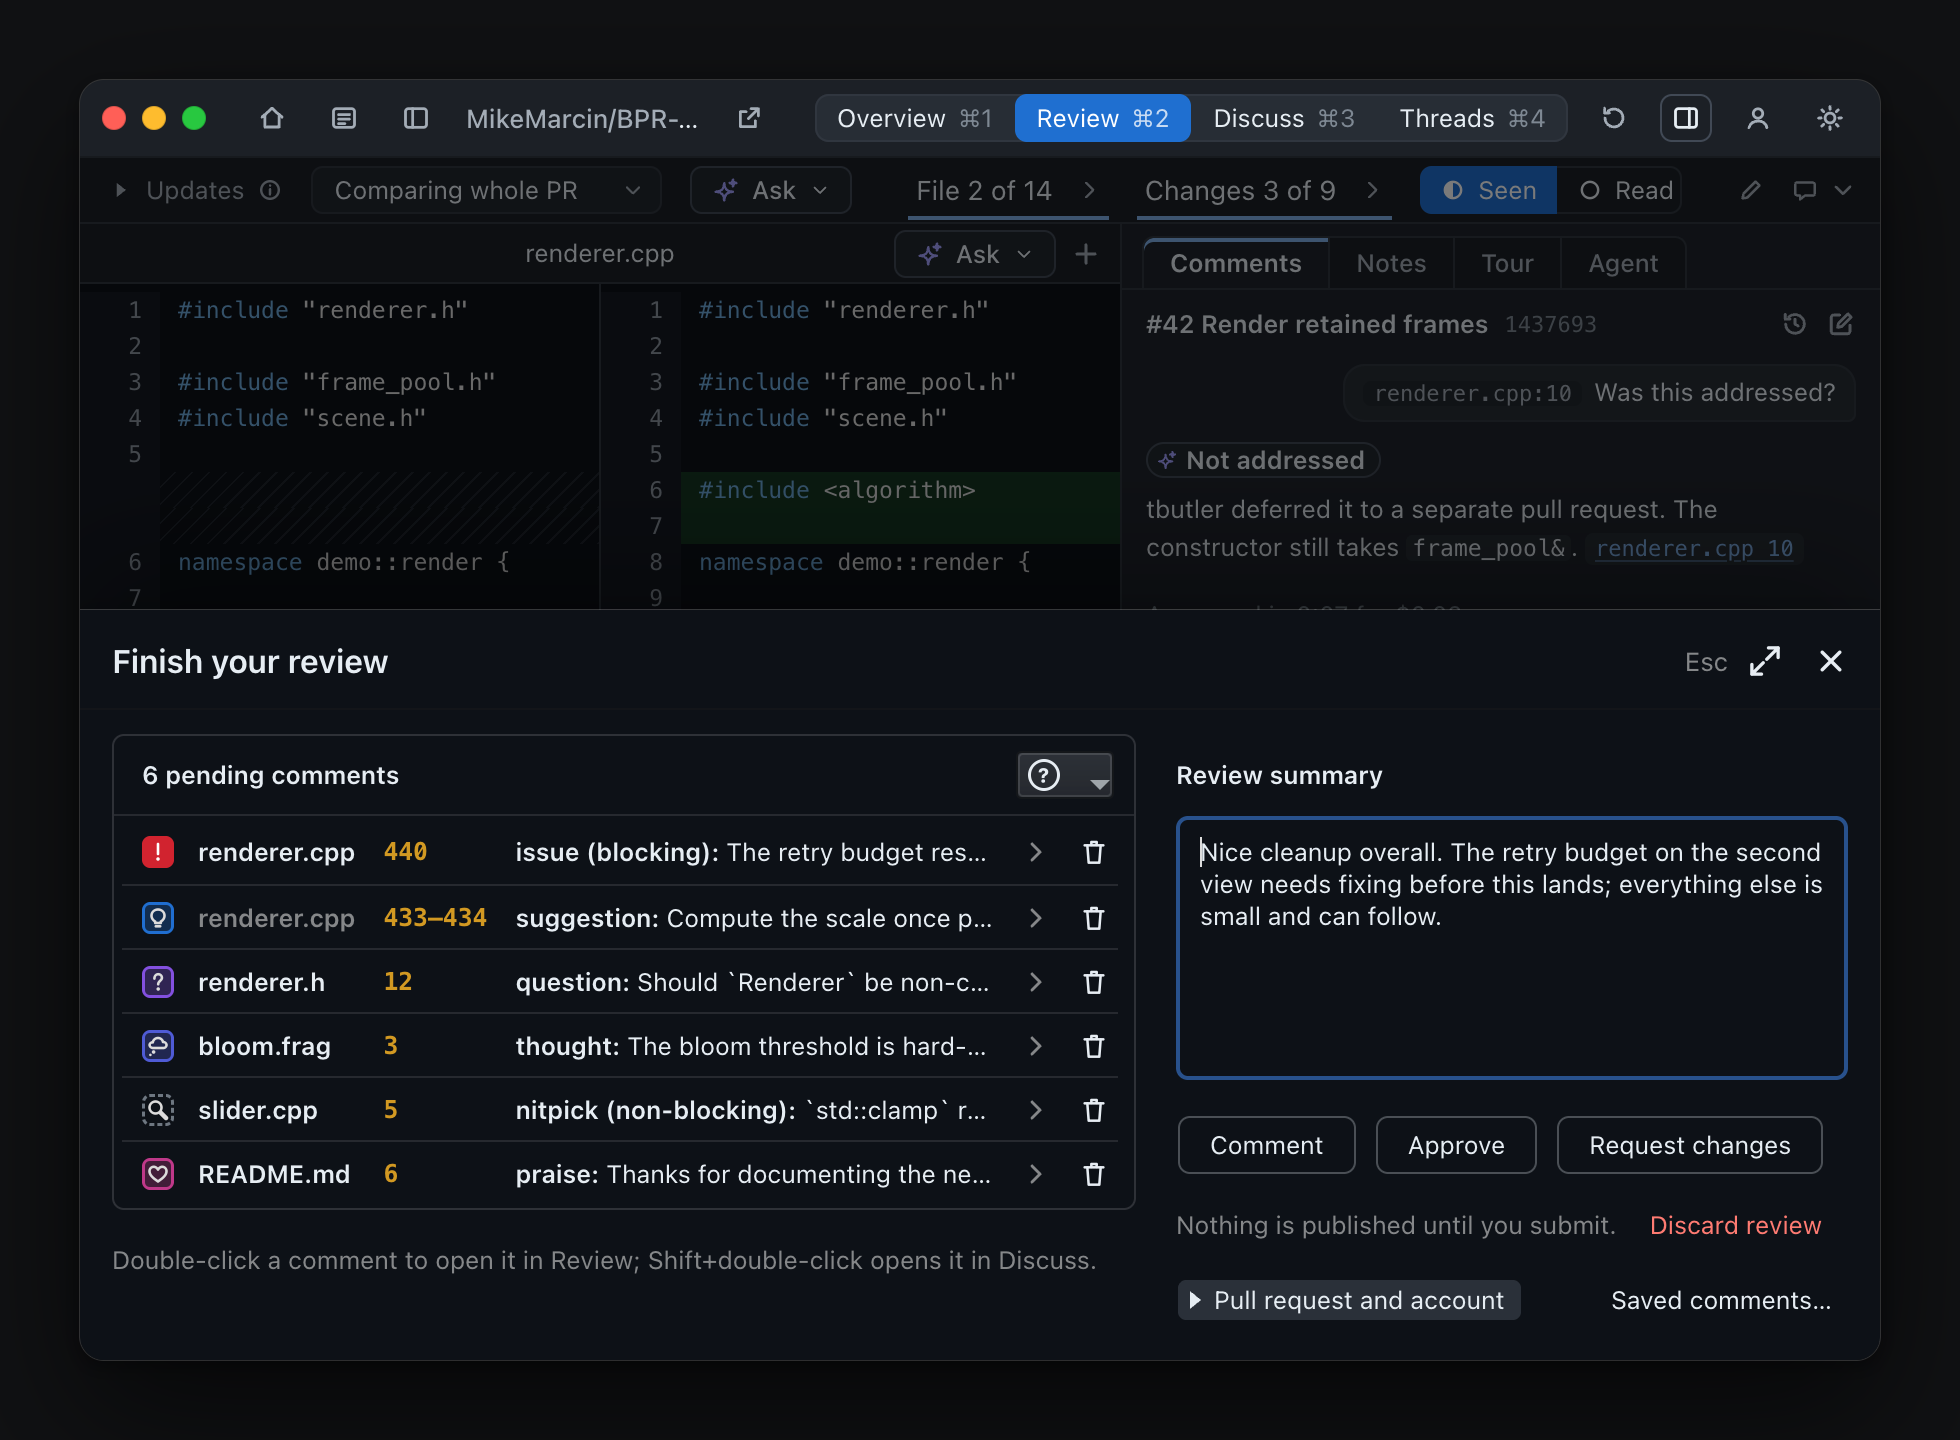 MikeMarcin/BPR-...
Overview ⌘1
Review ⌘2
Discuss ⌘3
Threads ⌘4
Updates
Comparing whole PR
Ask
File 2 of 14
Changes 3 of 9
Seen
Read
renderer.cpp
Ask
1 #include "renderer.h"
2
3 #include "frame_pool.h"
4 #include "scene.h"
5
6 namespace demo::render {
7
1 #include "renderer.h"
2
3 #include "frame_pool.h"
4 #include "scene.h"
5
6 #include <algorithm>
7
8 namespace demo::render {
9
Comments
Notes
Tour
Agent
#42 Render retained frames 1437693
renderer.cpp:10 Was this addressed?
Not addressed
tbutler deferred it to a separate pull request. The
constructor still takes frame_pool&. renderer.cpp 10
Finish your review
Esc
6 pending comments
?
! renderer.cpp 440 issue (blocking): The retry budget res...
renderer.cpp 433–434 suggestion: Compute the scale once p...
? renderer.h 12 question: Should `Renderer` be non-c...
bloom.frag 3 thought: The bloom threshold is hard-...
slider.cpp 5 nitpick (non-blocking): `std::clamp` r...
README.md 6 praise: Thanks for documenting the ne...
Double-click a comment to open it in Review; Shift+double-click opens it in Discuss.
Review summary
Nice cleanup overall. The retry budget on the second
view needs fixing before this lands; everything else is
small and can follow.
Comment
Approve
Request changes
Nothing is published until you submit.
Discard review
Pull request and account
Saved comments...